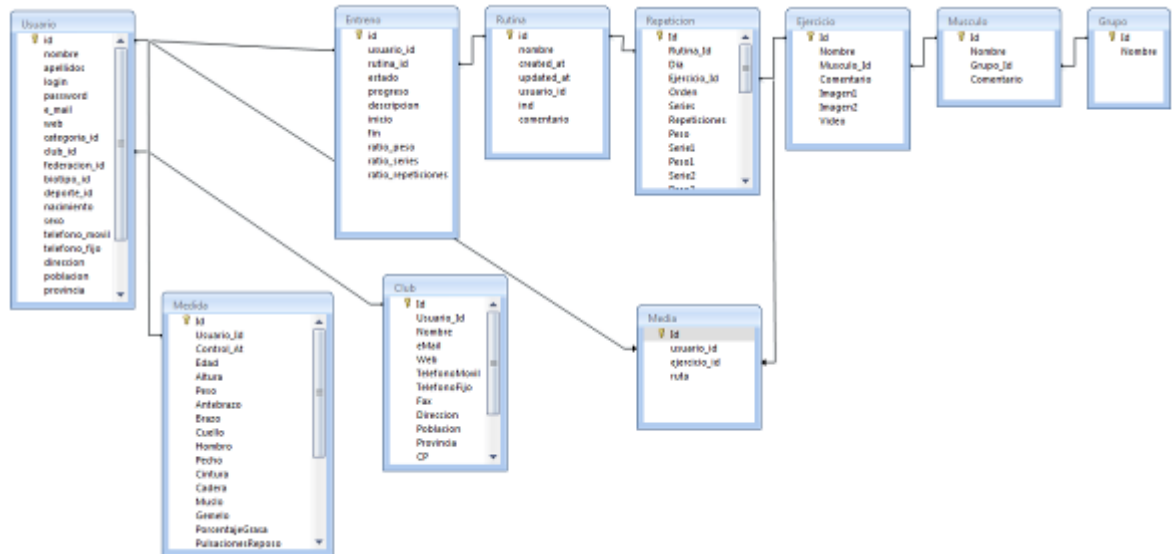 Usuario
id
nombre
apellidos
login
password
e_mail
web
categoria_id
club_id
federacion_id
biotipo_id
deporte_id
nacimiento
sexo
telefono_movil
telefono_fijo
direccion
poblacion
provincia
Entreno
id
usuario_id
rutina_id
estado
progreso
descripcion
inicio
fin
ratio_peso
ratio_series
ratio_repeticiones
Rutina
id
nombre
created_at
updated_at
usuario_id
comentario
Repeticion
Id
Rutina_Id
Dia
Ejercicio_Id
Orden
Series
Repeticiones
Peso
Serie1
Peso1
Serie2
Peso2
Ejercicio
Id
Nombre
Musculo_Id
Comentario
Imagen1
Imagen2
Video
Musculo
Id
Nombre
Grupo_Id
Comentario
Grupo
Id
Nombre
Medida
Id
Usuario_Id
Control_At
Edad
Altura
Peso
Antebrazo
Brazo
Cuello
Hombro
Pecho
Cintura
Cadera
Muslo
Gemelo
PorcentajeGrasa
PulsacionesReposo
Club
Id
Usuario_Id
Nombre
eMail
Web
TelefonoMovil
TelefonoFijo
Fax
Direccion
Poblacion
Provincia
CP
Media
Id
usuario_id
ejercicio_id
ruta